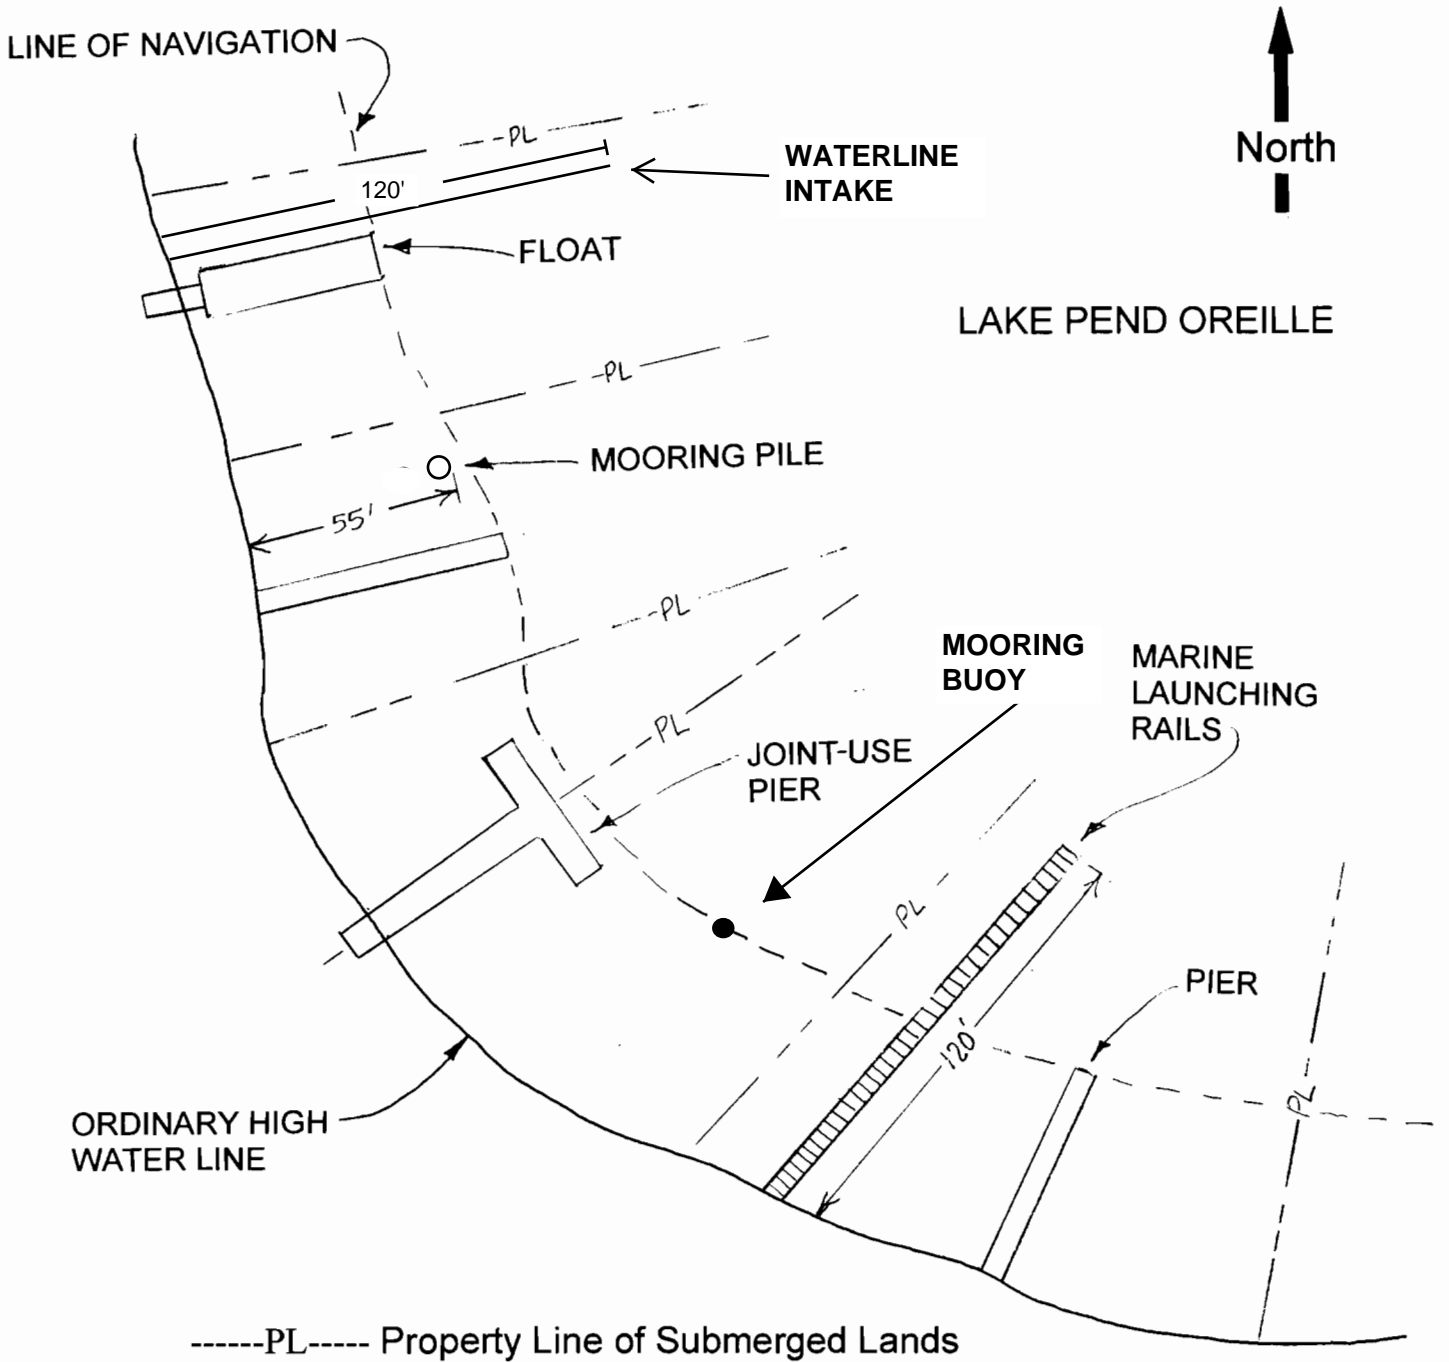 LINE OF NAVIGATION
North
PL
WATERLINE
INTAKE
120'
FLOAT
LAKE PEND OREILLE
PL
MOORING PILE
55'
PL
MOORING
BUOY
MARINE
LAUNCHING
RAILS
PL
JOINT-USE
PIER
PL
PIER
120'
PL
ORDINARY HIGH
WATER LINE
------PL----- Property Line of Submerged Lands